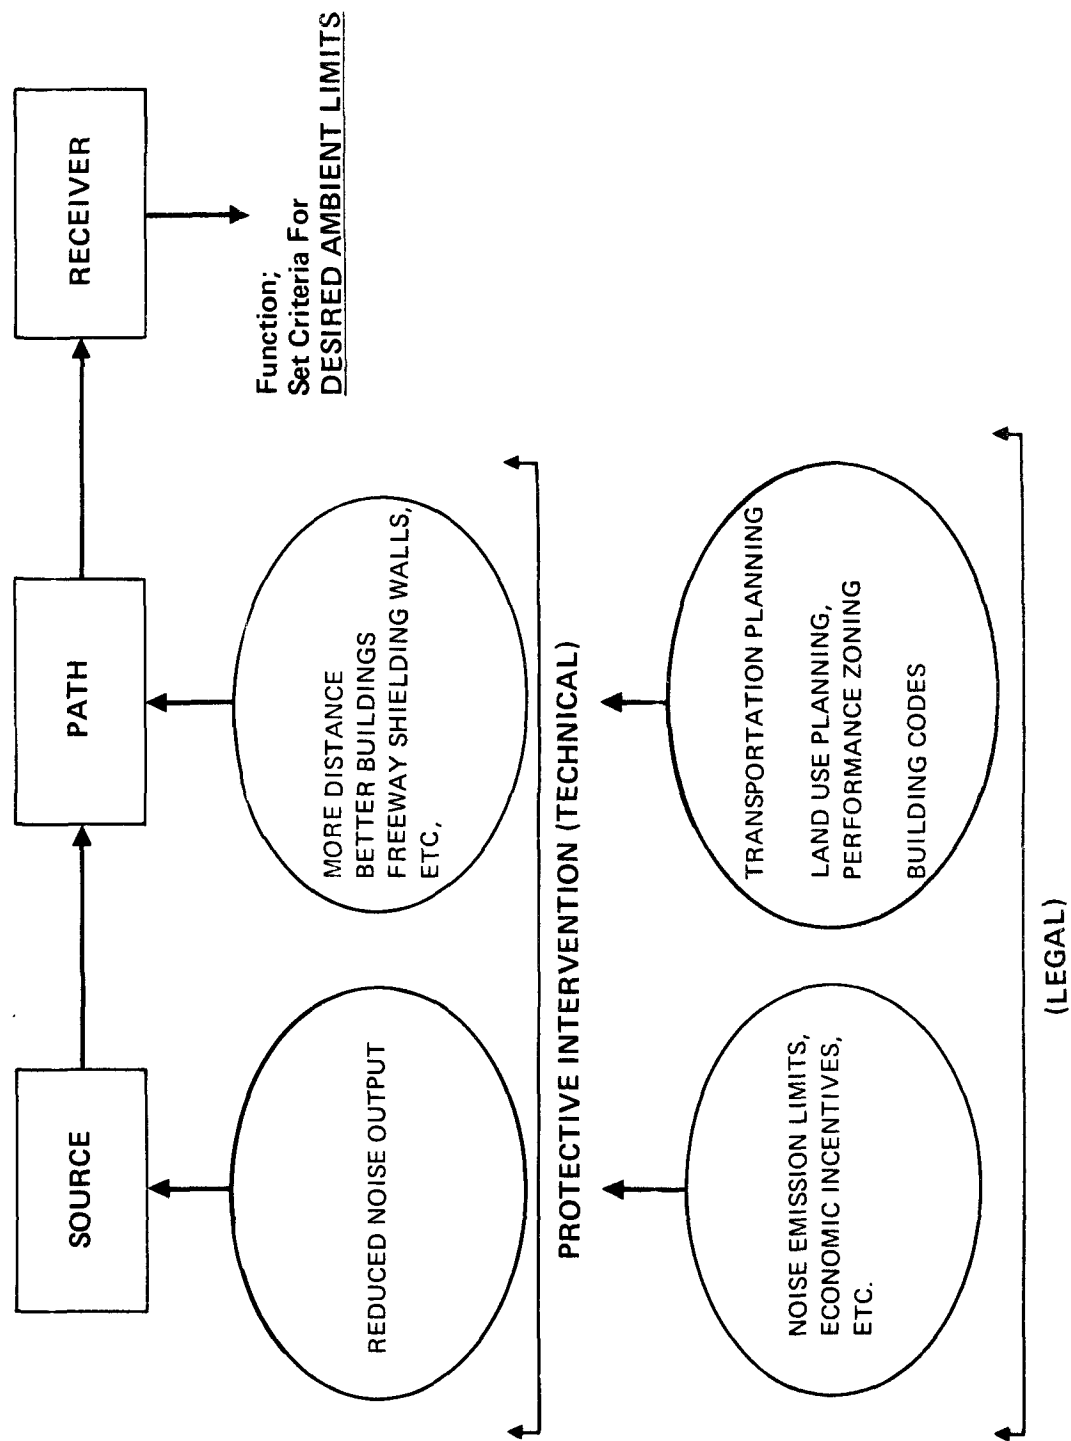 SOURCE
PATH
RECEIVER
REDUCED NOISE OUTPUT
MORE DISTANCE
BETTER BUILDINGS
FREEWAY SHIELDING WALLS,
ETC,
Function;
Set Criteria For
DESIRED AMBIENT LIMITS
PROTECTIVE INTERVENTION (TECHNICAL)
NOISE EMISSION LIMITS,
ECONOMIC INCENTIVES,
ETC.
TRANSPORTATION PLANNING
LAND USE PLANNING,
PERFORMANCE ZONING
BUILDING CODES
(LEGAL)